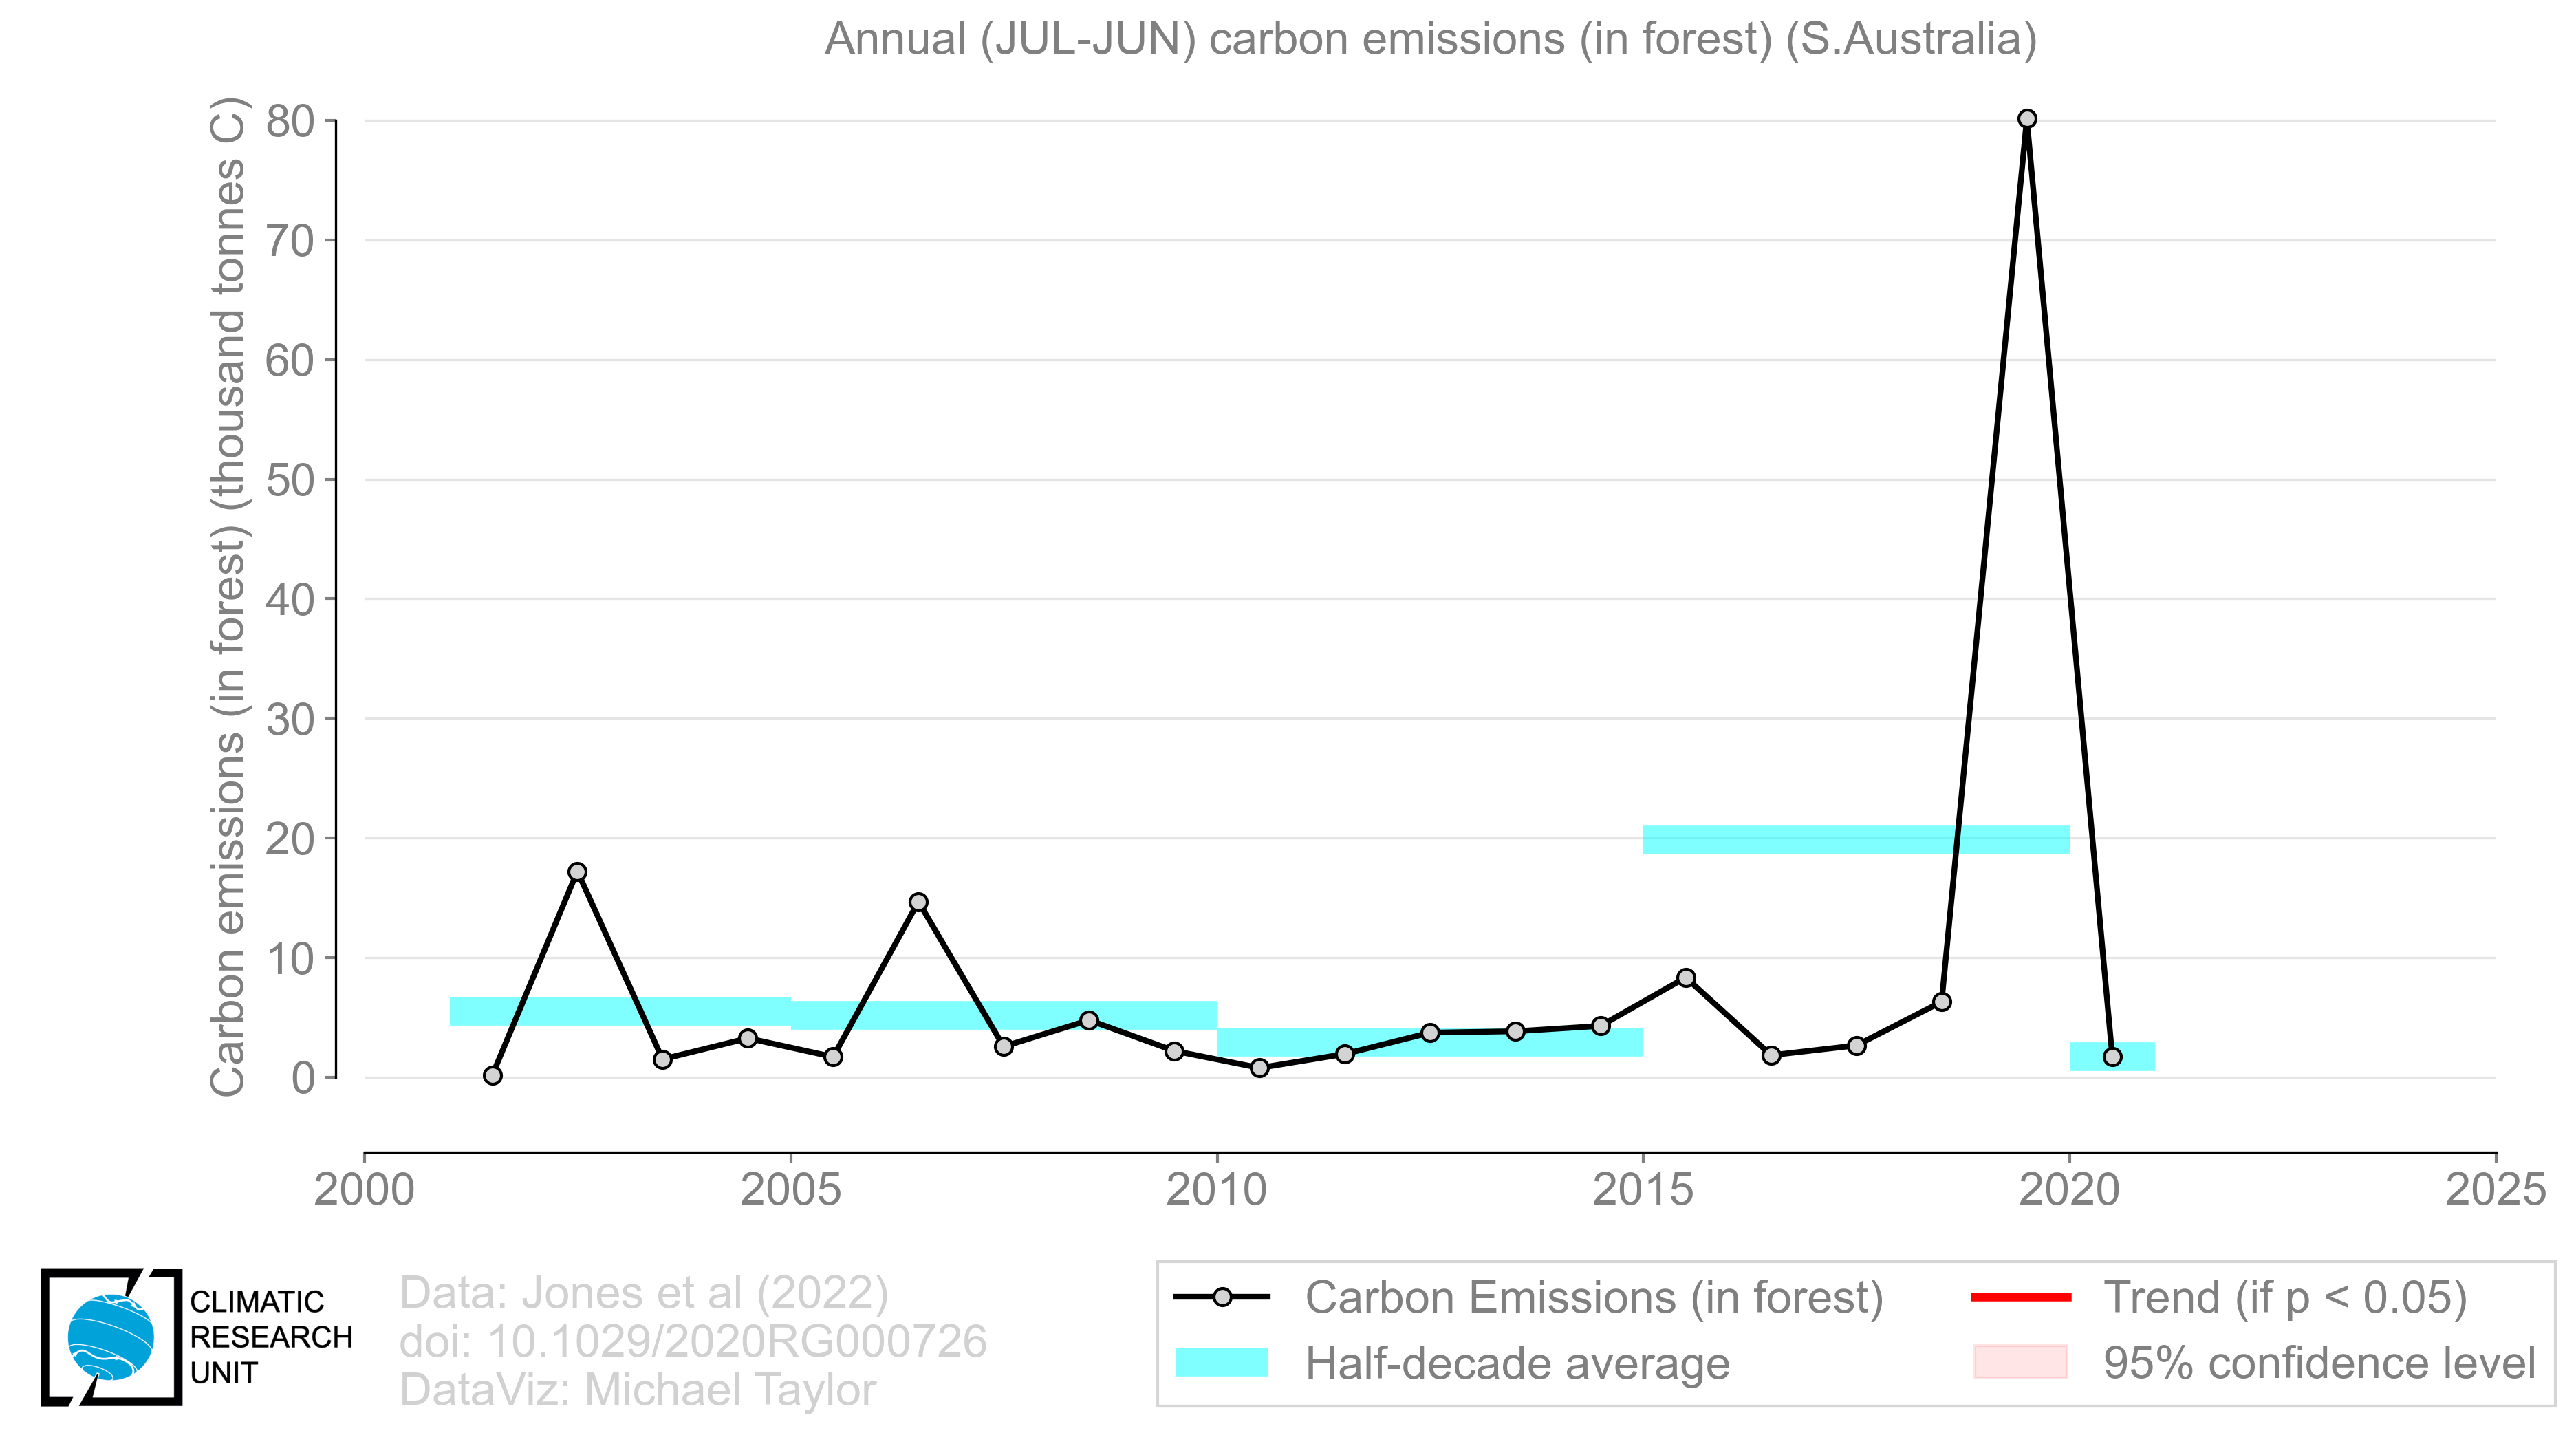 Annual (JUL-JUN) carbon emissions (in forest) (S.Australia)
Carbon emissions (in forest) (thousand tonnes C)
80
70
60
50
40
30
20
10
0
2000 2005 2010 2015 2020 2025
CLIMATIC
RESEARCH
UNIT
Data: Jones et al (2022)
doi: 10.1029/2020RG000726
DataViz: Michael Taylor
Carbon Emissions (in forest)
Half-decade average
Trend (if p < 0.05)
95% confidence level